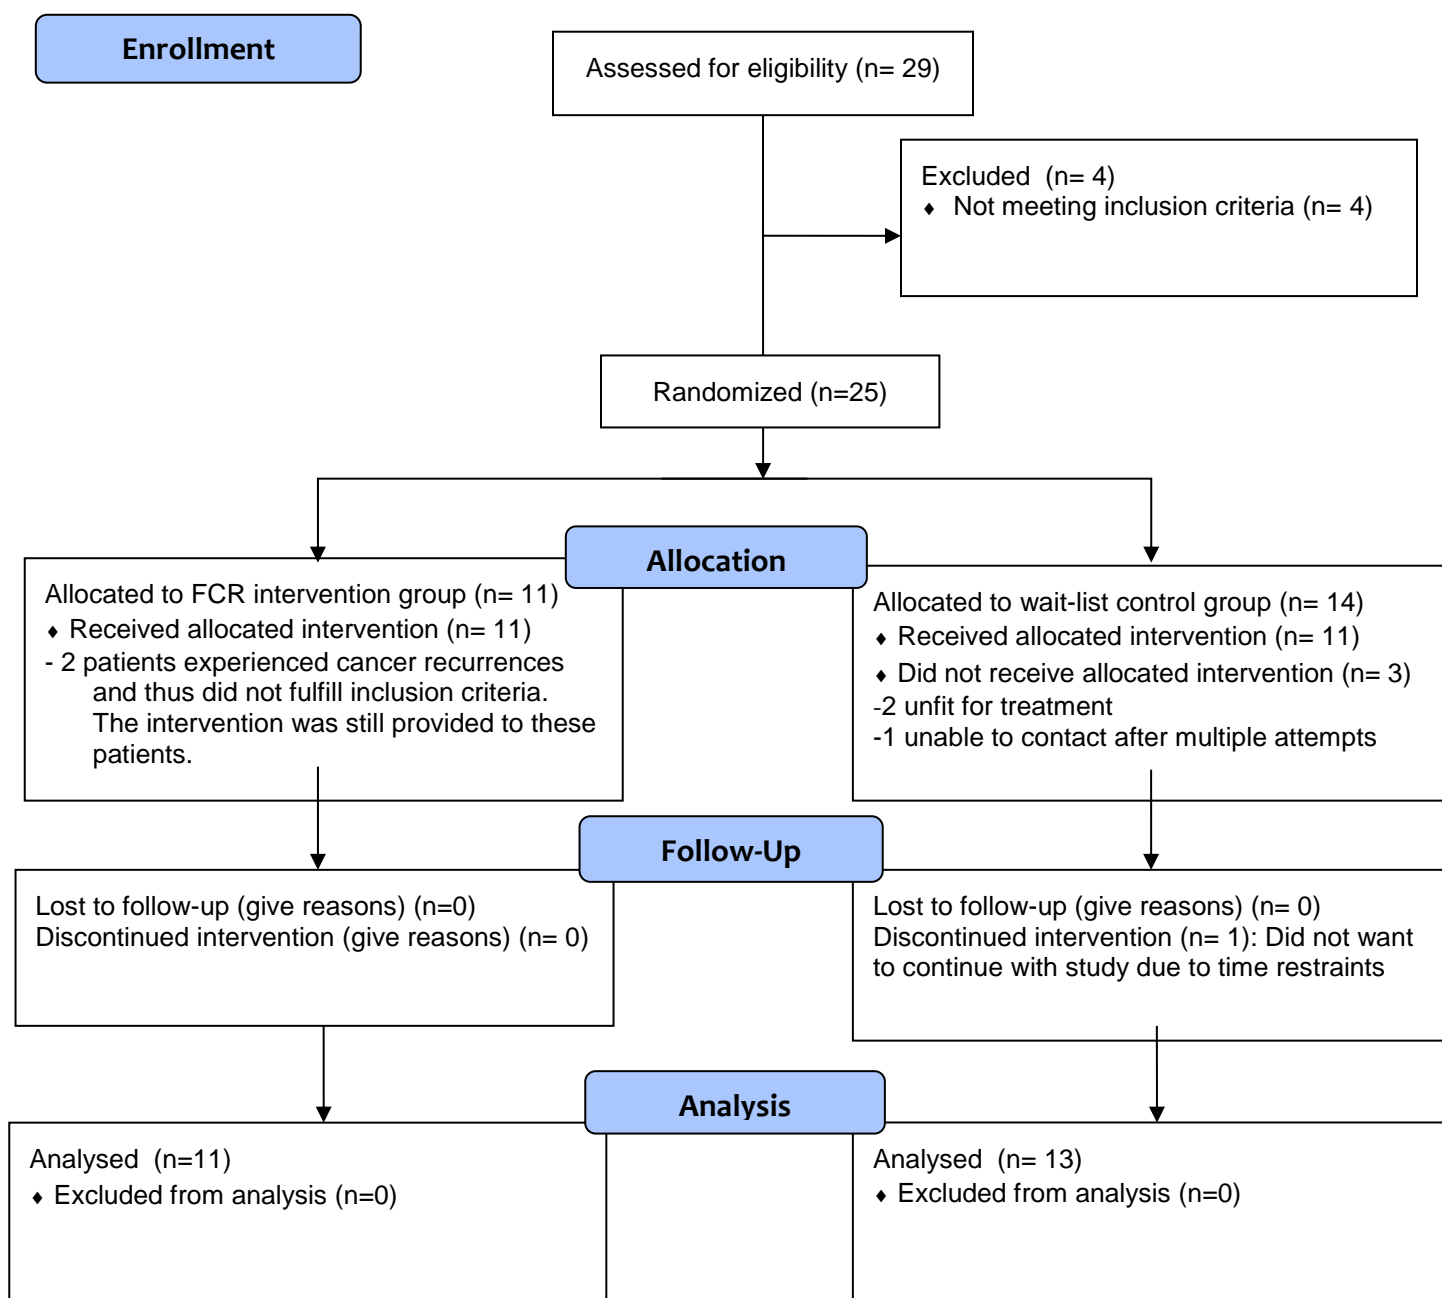 Enrollment
Assessed for eligibility (n= 29)
Excluded  (n= 4)
♦ Not meeting inclusion criteria (n= 4)
Randomized (n=25)
Allocation
Allocated to FCR intervention group (n= 11)
♦ Received allocated intervention (n= 11)
- 2 patients experienced cancer recurrences
and thus did not fulfill inclusion criteria.
The intervention was still provided to these
patients.
Allocated to wait-list control group (n= 14)
♦ Received allocated intervention (n= 11)
♦ Did not receive allocated intervention (n= 3)
-2 unfit for treatment
-1 unable to contact after multiple attempts
Follow-Up
Lost to follow-up (give reasons) (n=0)
Discontinued intervention (give reasons) (n= 0)
Lost to follow-up (give reasons) (n= 0)
Discontinued intervention (n= 1): Did not want
to continue with study due to time restraints
Analysis
Analysed  (n=11)
♦ Excluded from analysis (n=0)
Analysed  (n= 13)
♦ Excluded from analysis (n=0)